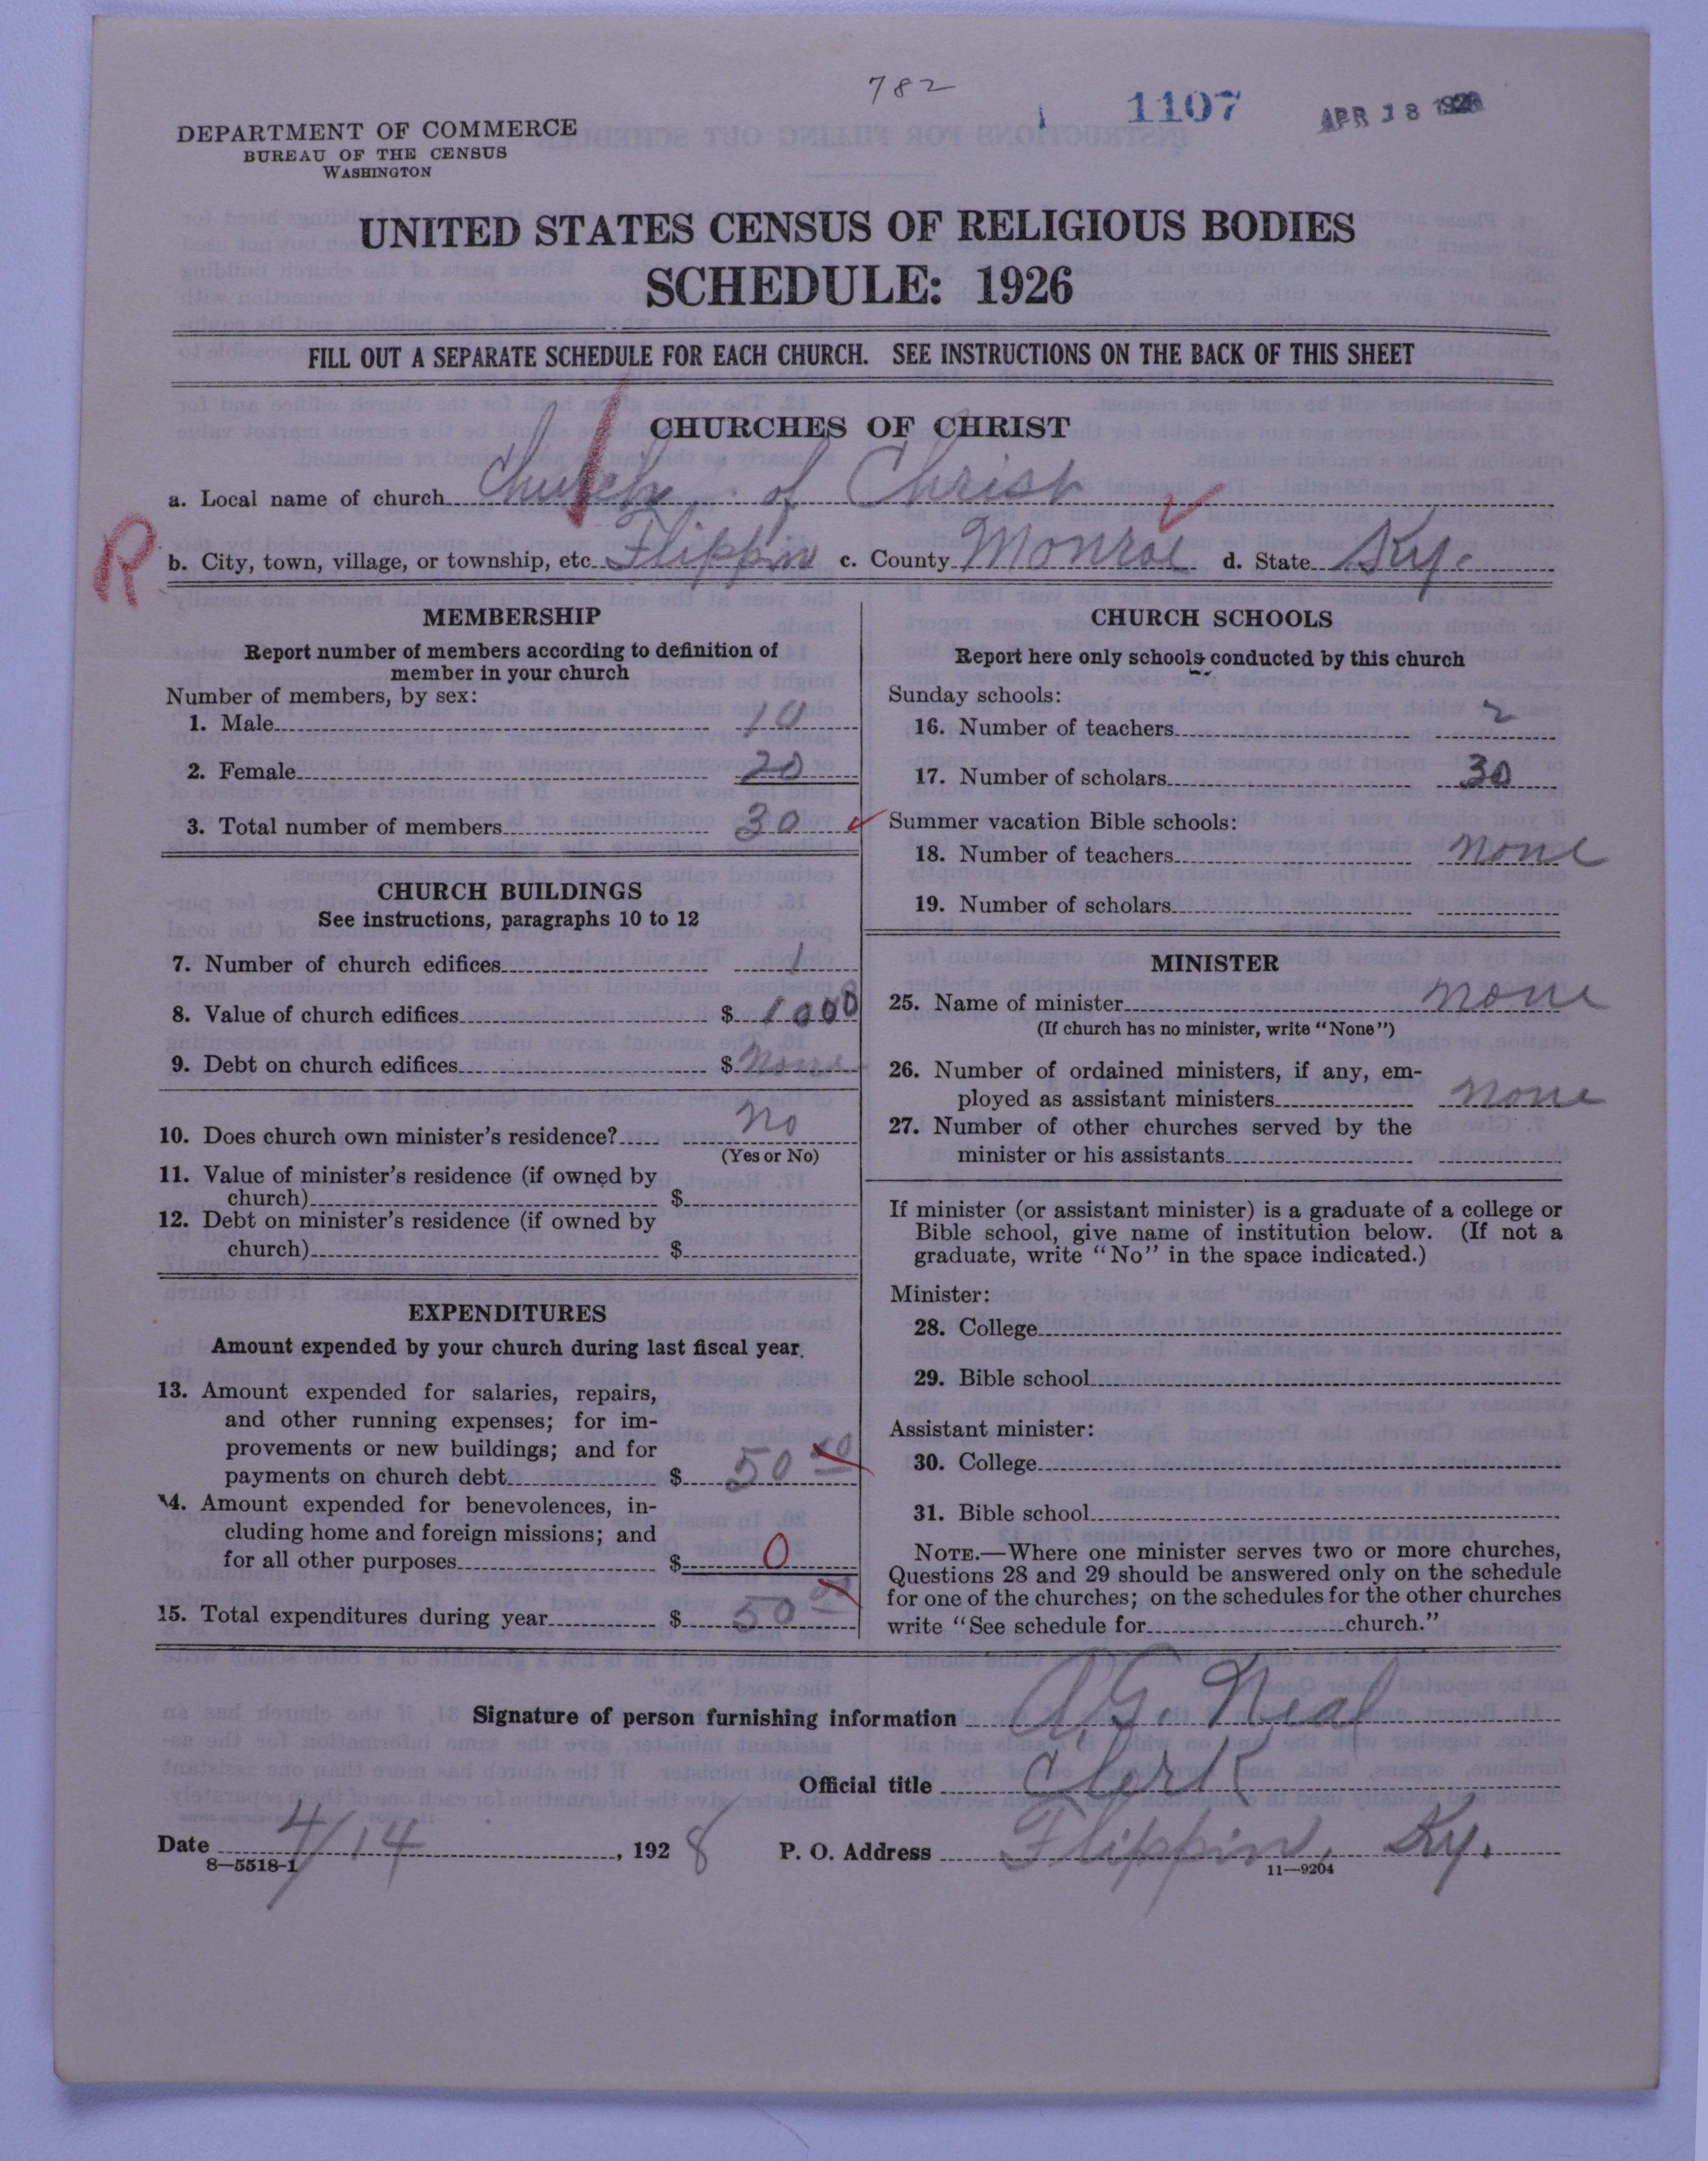 782
1107
APR 18 1928
DEPARTMENT OF COMMERCE
BUREAU OF THE CENSUS
WASHINGTON
UNITED STATES CENSUS OF RELIGIOUS BODIES
SCHEDULE: 1926
FILL OUT A SEPARATE SCHEDULE FOR EACH CHURCH. SEE INSTRUCTIONS ON THE BACK OF THIS SHEET
CHURCHES OF CHRIST
a. Local name of church Church of Christ
R
b. City, town, village, or township, etc. Flippin c. County Monroe d. State Ky.
MEMBERSHIP
Report number of members according to definition of
member in your church
Number of members, by sex:
1. Male 10
2. Female 20
3. Total number of members 30
CHURCH BUILDINGS
See instructions, paragraphs 10 to 12
7. Number of church edifices 1
8. Value of church edifices $ 1000
9. Debt on church edifices $ none
10. Does church own minister's residence? no
(Yes or No)
11. Value of minister's residence (if owned by
church) $
12. Debt on minister's residence (if owned by
church) $
EXPENDITURES
Amount expended by your church during last fiscal year.
13. Amount expended for salaries, repairs,
and other running expenses; for im-
provements or new buildings; and for
payments on church debt $ 50 00
14. Amount expended for benevolences, in-
cluding home and foreign missions; and
for all other purposes $ 0
15. Total expenditures during year $ 50 00
CHURCH SCHOOLS
Report here only schools conducted by this church
Sunday schools:
16. Number of teachers 2
17. Number of scholars 30
Summer vacation Bible schools:
18. Number of teachers none
19. Number of scholars
MINISTER
25. Name of minister none
(If church has no minister, write "None")
26. Number of ordained ministers, if any, em-
ployed as assistant ministers none
27. Number of other churches served by the
minister or his assistants
If minister (or assistant minister) is a graduate of a college or
Bible school, give name of institution below. (If not a
graduate, write "No" in the space indicated.)
Minister:
28. College
29. Bible school
Assistant minister:
30. College
31. Bible school
NOTE.—Where one minister serves two or more churches,
Questions 28 and 29 should be answered only on the schedule
for one of the churches; on the schedules for the other churches
write "See schedule for church."
Signature of person furnishing information A. G. Neal
Official title Clark
Date 4/14, 1928 P. O. Address Flippin, Ky.
8—5518-1
11—9204